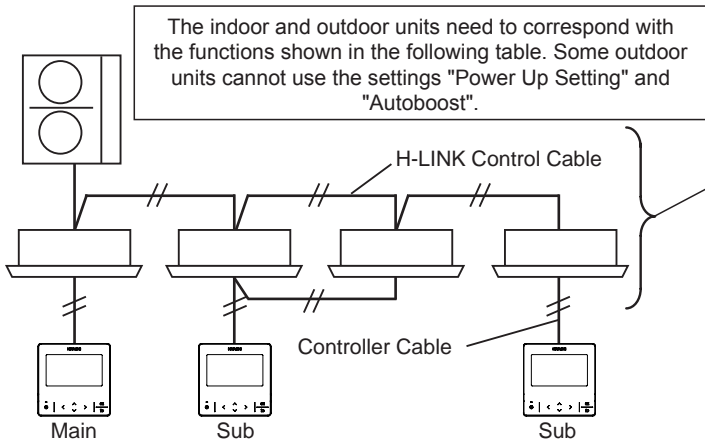 The indoor and outdoor units need to correspond with
the functions shown in the following table. Some outdoor
units cannot use the settings "Power Up Setting" and
"Autoboost".
H-LINK Control Cable
Controller Cable
Main
Sub
Sub